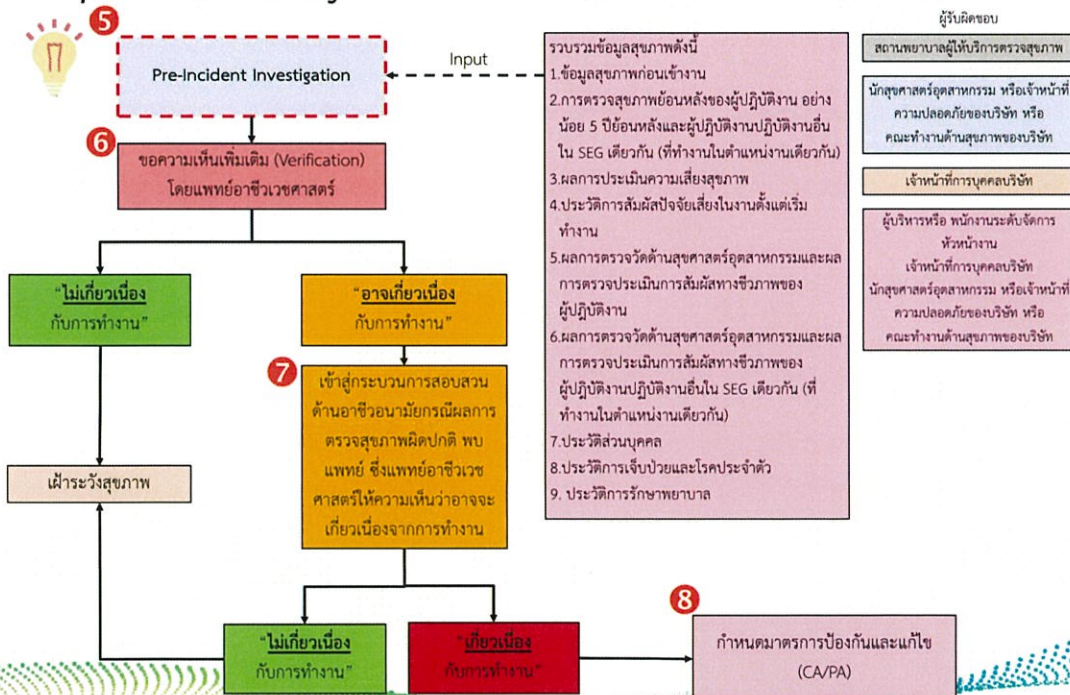 5
Pre-Incident Investigation
Input
6
ขอความเห็นเพิ่มเติม (Verification)
โดยแพทย์อาชีวเวชศาสตร์
"ไม่เกี่ยวเนื่อง
กับการทำงาน"
"อาจเกี่ยวเนื่อง
กับการทำงาน"
7
เข้าสู่กระบวนการสอบสวน
ด้านอาชีวอนามัยกรณีผลการ
ตรวจสุขภาพผิดปกติ พบ
แพทย์ ซึ่งแพทย์อาชีวเวช
ศาสตร์ให้ความเห็นว่าอาจจะ
เกี่ยวเนื่องจากการทำงาน
เฝ้าระวังสุขภาพ
"ไม่เกี่ยวเนื่อง
กับการทำงาน"
"เกี่ยวเนื่อง
กับการทำงาน"
8
กำหนดมาตรการป้องกันและแก้ไข
(CA/PA)
รวบรวมข้อมูลสุขภาพดังนี้
1.ข้อมูลสุขภาพก่อนเข้างาน
2.การตรวจสุขภาพย้อนหลังของผู้ปฏิบัติงาน อย่าง
น้อย 5 ปีย้อนหลังและผู้ปฏิบัติงานปฏิบัติงานอื่น
ใน SEG เดียวกัน (ที่ทำงานในตำแหน่งงานเดียวกัน)
3.ผลการประเมินความเสี่ยงสุขภาพ
4.ประวัติการสัมผัสปัจจัยเสี่ยงในงานตั้งแต่เริ่ม
ทำงาน
5.ผลการตรวจวัดด้านสุขศาสตร์อุตสาหกรรมและผล
การตรวจประเมินการสัมผัสทางชีวภาพของ
ผู้ปฏิบัติงาน
6.ผลการตรวจวัดด้านสุขศาสตร์อุตสาหกรรมและผล
การตรวจประเมินการสัมผัสทางชีวภาพของ
ผู้ปฏิบัติงานปฏิบัติงานอื่นใน SEG เดียวกัน (ที่
ทำงานในตำแหน่งงานเดียวกัน)
7.ประวัติส่วนบุคคล
8.ประวัติการเจ็บป่วยและโรคประจำตัว
9. ประวัติการรักษาพยาบาล
ผู้รับผิดชอบ
สถานพยาบาลผู้ให้บริการตรวจสุขภาพ
นักสุขศาสตร์อุตสาหกรรม หรือเจ้าหน้าที่
ความปลอดภัยของบริษัท หรือ
คณะทำงานด้านสุขภาพของบริษัท
เจ้าหน้าที่การบุคคลบริษัท
ผู้บริหารหรือ พนักงานระดับจัดการ
หัวหน้างาน
เจ้าหน้าที่การบุคคลบริษัท
นักสุขศาสตร์อุตสาหกรรม หรือเจ้าหน้าที่
ความปลอดภัยของบริษัท หรือ
คณะทำงานด้านสุขภาพของบริษัท